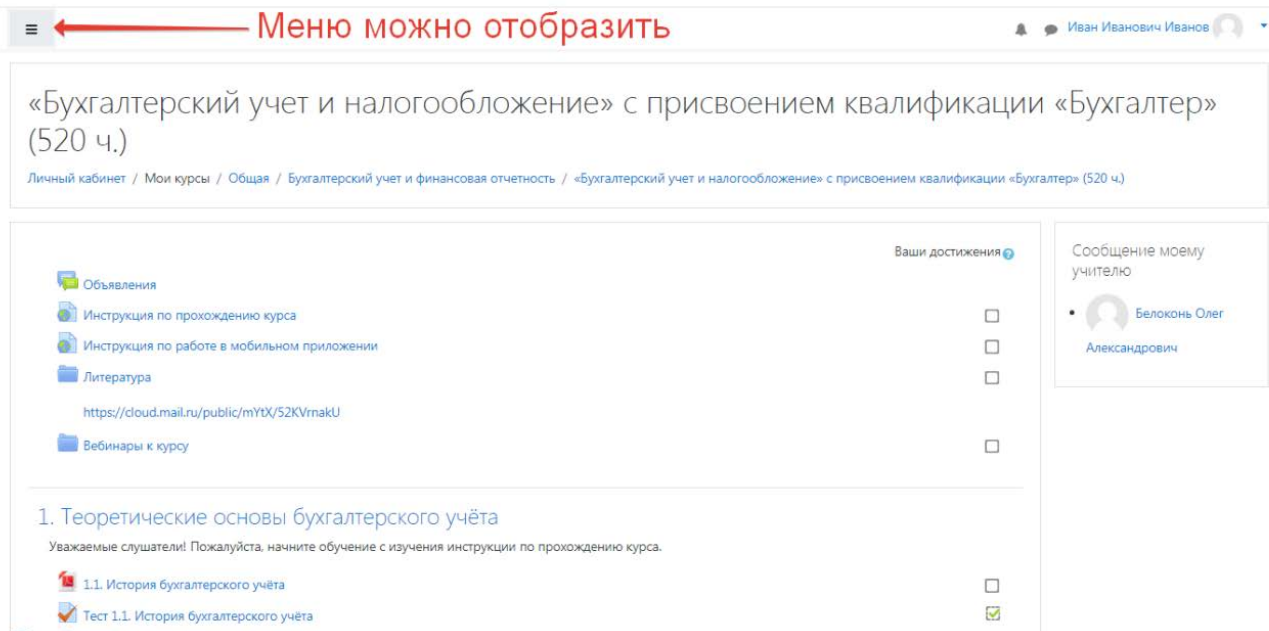 Меню можно отобразить
Иван Иванович Иванов
«Бухгалтерский учет и налогообложение» с присвоением квалификации «Бухгалтер»
(520 ч.)
Личный кабинет / Мои курсы / Общая / Бухгалтерский учет и финансовая отчетность / «Бухгалтерский учет и налогообложение» с присвоением квалификации «Бухгалтер» (520 ч.)
Ваши достижения
Объявления
Инструкция по прохождению курса
Инструкция по работе в мобильном приложении
Литература
https://cloud.mail.ru/public/mYtX/52KVrnakU
Вебинары к курсу
1. Теоретические основы бухгалтерского учёта
Уважаемые слушатели! Пожалуйста, начните обучение с изучения инструкции по прохождению курса.
1.1. История бухгалтерского учёта
Тест 1.1. История бухгалтерского учёта
Сообщение моему
учителю
Белоконь Олег
Александрович